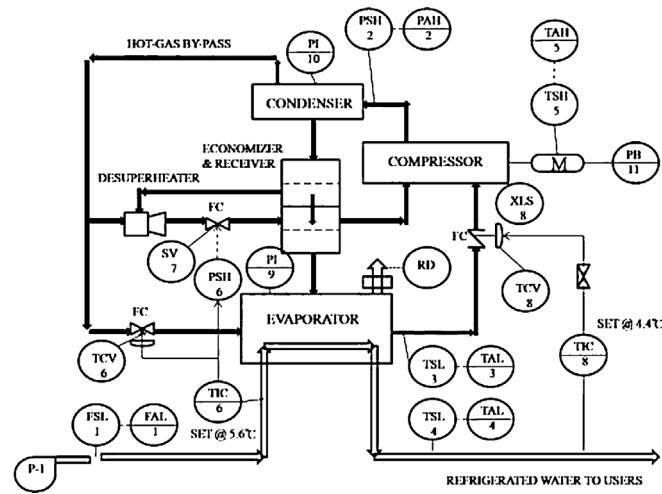 HOT-GAS BY-PASS
PI
10
PSH
2
PAH
2
TAH
5
TSH
5
CONDENSER
ECONOMIZER
& RECEIVER
COMPRESSOR
M
PB
11
DESUPERHEATER
FC
SV
7
PSH
6
PI
9
RD
XLS
8
FC
TCV
8
SET @ 4.4℃
TIC
8
FC
TCV
6
EVAPORATOR
TIC
6
SET @ 5.6℃
TSL
3
TAL
3
FSL
1
FAL
1
TSL
4
TAL
4
P-1
REFRIGERATED WATER TO USERS